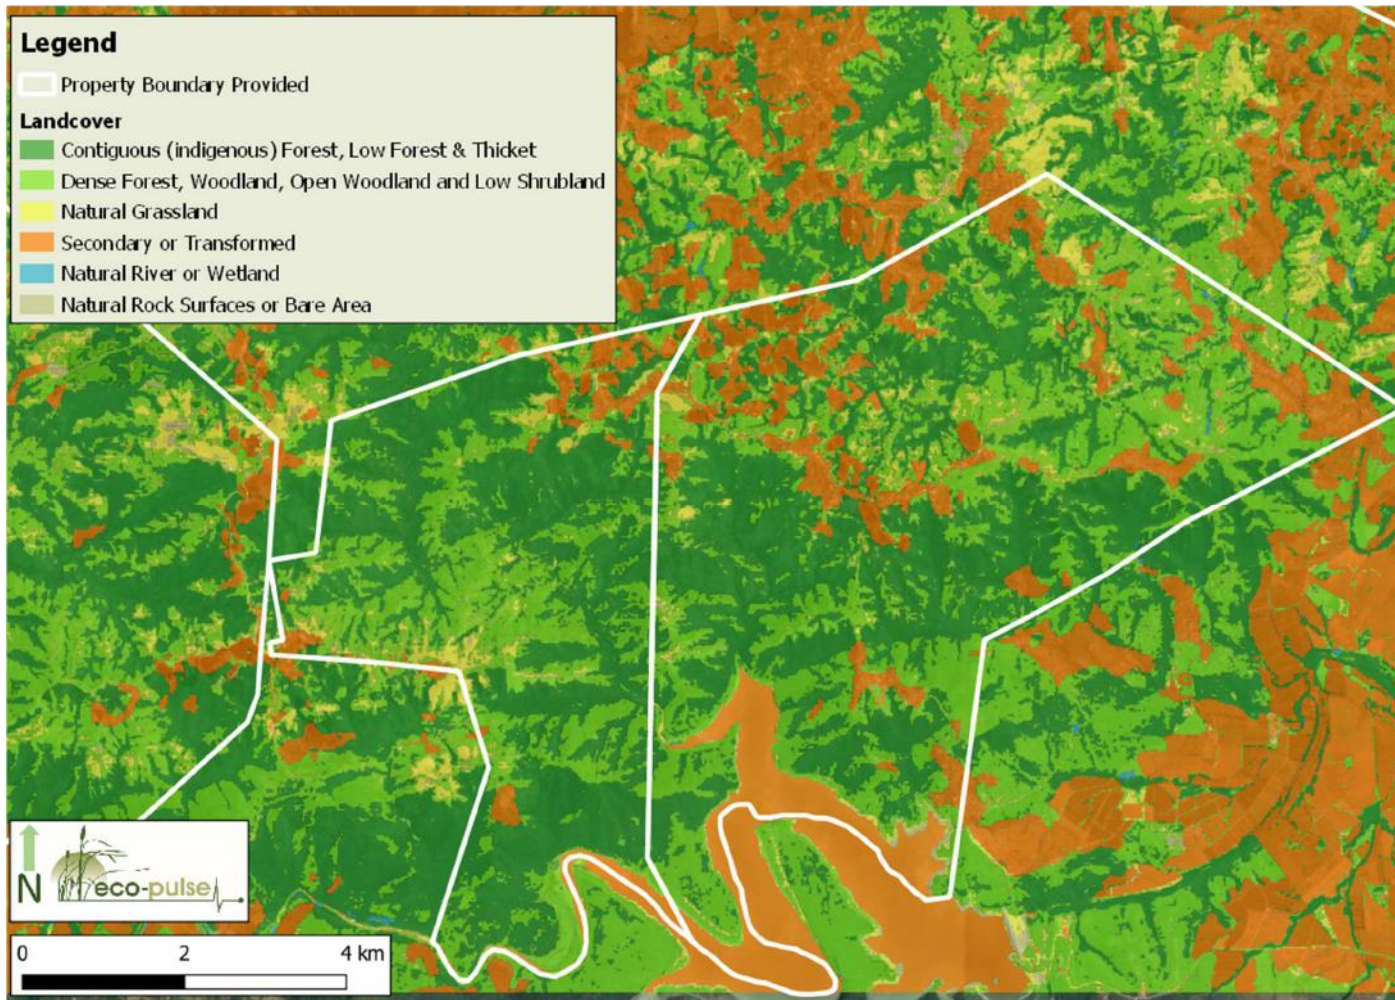 Legend
Property Boundary Provided
Landcover
Contiguous (indigenous) Forest, Low Forest & Thicket
Dense Forest, Woodland, Open Woodland and Low Shrubland
Natural Grassland
Secondary or Transformed
Natural River or Wetland
Natural Rock Surfaces or Bare Area
N
eco-pulse
0 2 4 km